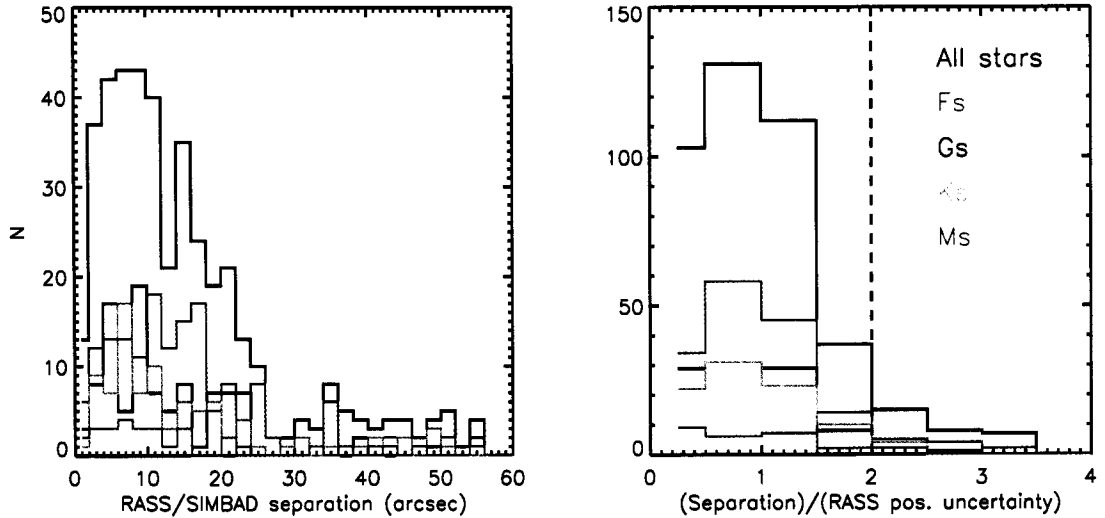 50
40
30
20
10
0
N
0 10 20 30 40 50 60
RASS/SIMBAD separation (arcsec)
150
100
50
0
All stars
Fs
Gs
Ks
Ms
0 1 2 3 4
(Separation)/(RASS pos. uncertainty)